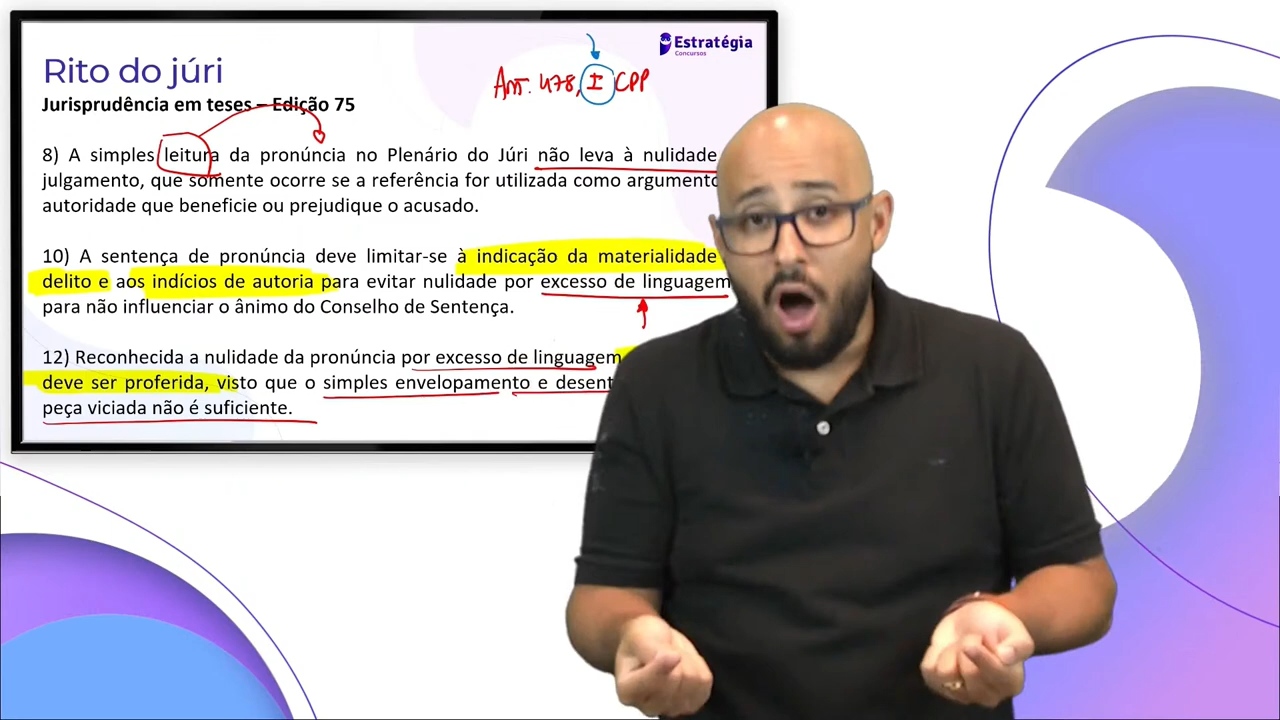 Estratégia
Concursos
Rito do júri
Art. 478, I CPP
Jurisprudência em teses – Edição 75
8) A simples leitura da pronúncia no Plenário do Júri não leva à nulidade
julgamento, que somente ocorre se a referência for utilizada como argumento
autoridade que beneficie ou prejudique o acusado.
10) A sentença de pronúncia deve limitar-se à indicação da materialidade
delito e aos indícios de autoria para evitar nulidade por excesso de linguagem
para não influenciar o ânimo do Conselho de Sentença.
12) Reconhecida a nulidade da pronúncia por excesso de linguagem
deve ser proferida, visto que o simples envelopamento e
peça viciada não é suficiente.